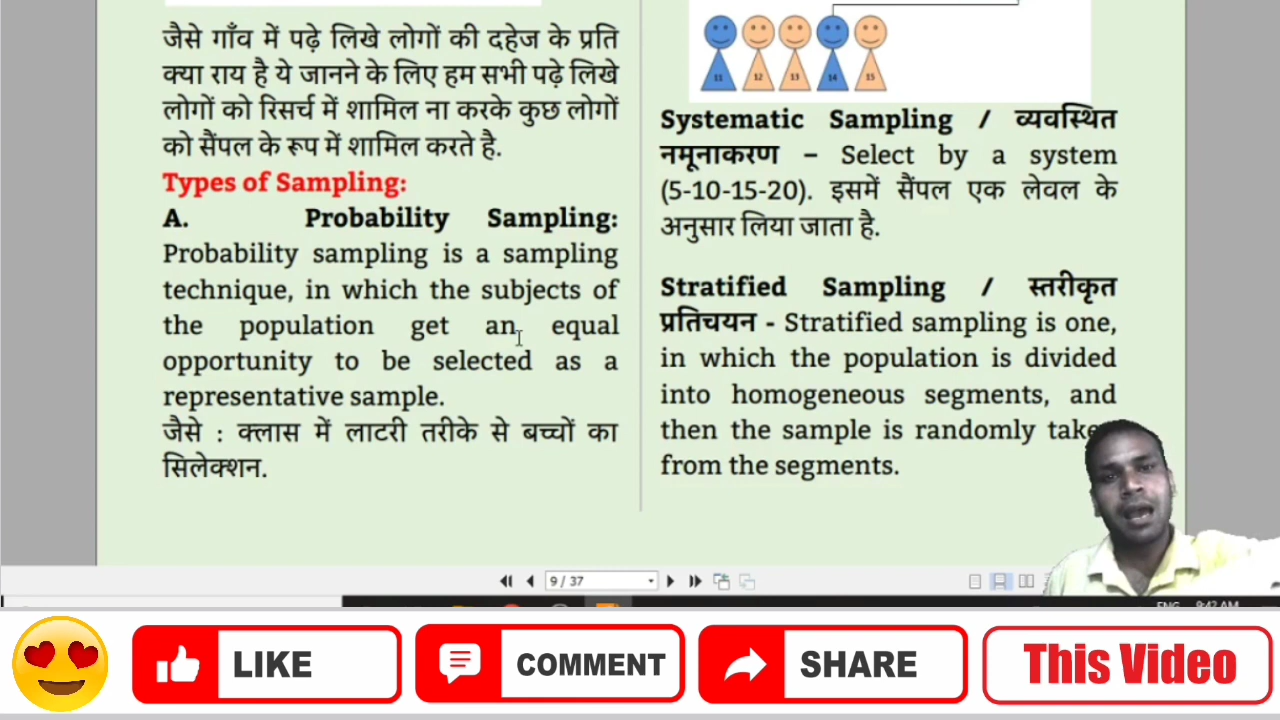 जैसे गाँव में पढ़े लिखे लोगों की दहेज के प्रति
क्या राय है ये जानने के लिए हम सभी पढ़े लिखे
लोगों को रिसर्च में शामिल ना करके कुछ लोगों
को सैंपल के रूप में शामिल करते है.
Types of Sampling:
A. Probability Sampling:
Probability sampling is a sampling
technique, in which the subjects of
the population get an equal
opportunity to be selected as a
representative sample.
जैसे : क्लास में लाटरी तरीके से बच्चों का
सिलेक्शन.
11 12 13 14 15
Systematic Sampling / व्यवस्थित
नमूनाकरण – Select by a system
(5-10-15-20). इसमें सैंपल एक लेवल के
अनुसार लिया जाता है.
Stratified Sampling / स्तरीकृत
प्रतिचयन - Stratified sampling is one,
in which the population is divided
into homogeneous segments, and
then the sample is randomly take
from the segments.
9 / 37
LIKE
COMMENT
SHARE
This Video